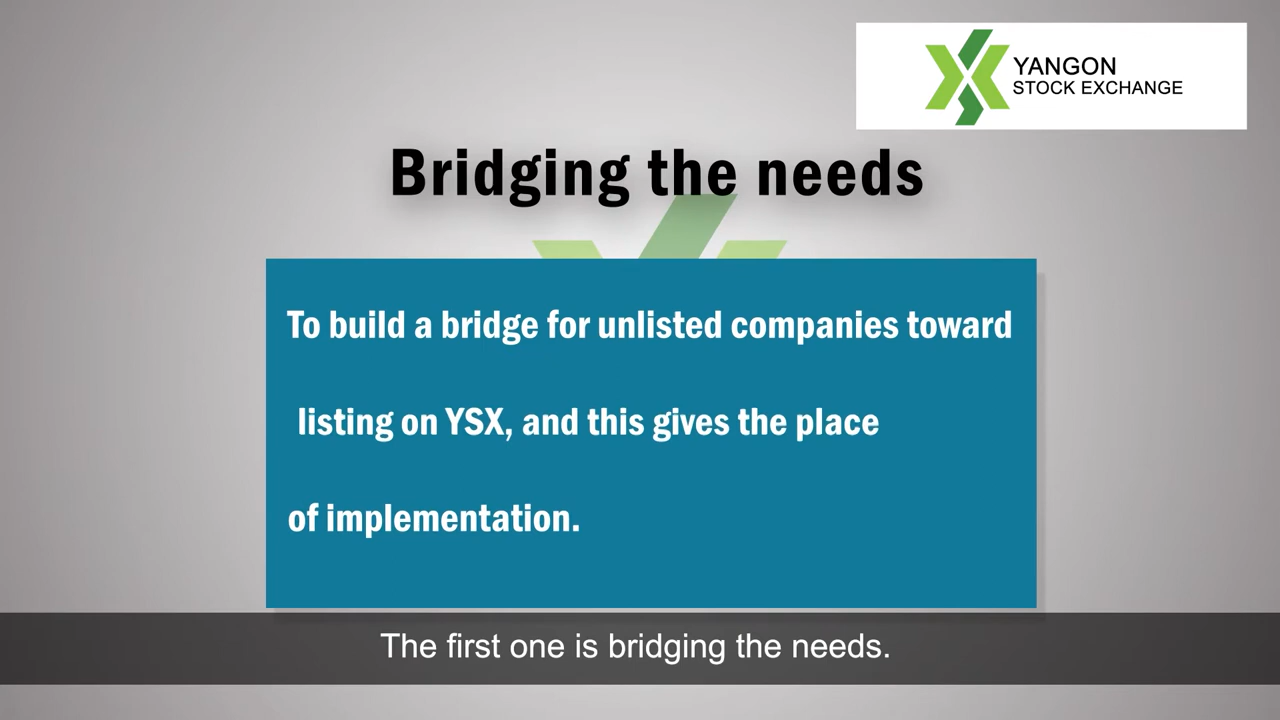 YANGON
STOCK EXCHANGE
Bridging the needs
To build a bridge for unlisted companies toward
listing on YSX, and this gives the place
of implementation.
The first one is bridging the needs.